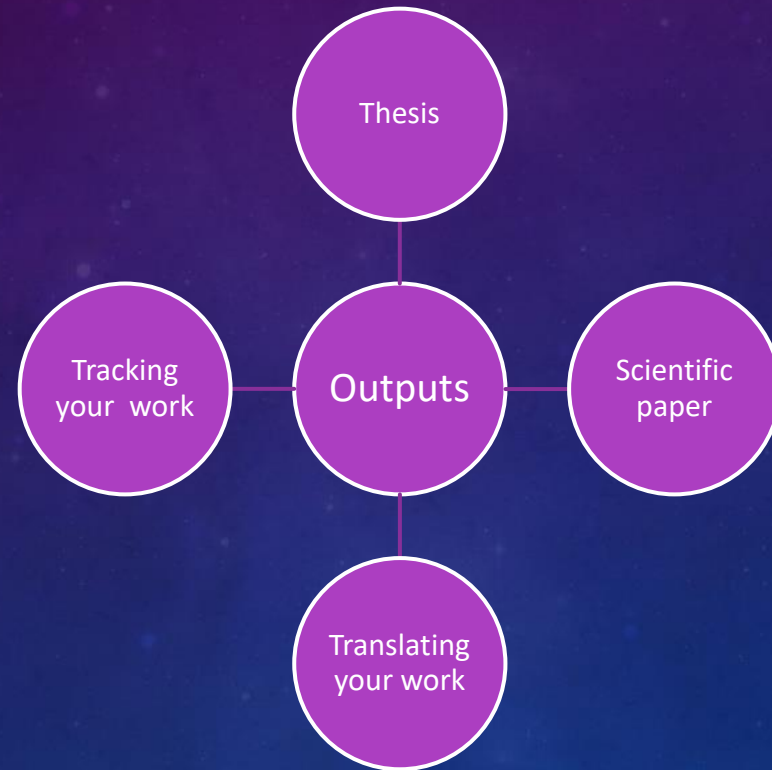 Thesis
Tracking
your  work
Outputs
Scientific
paper
Translating
your work